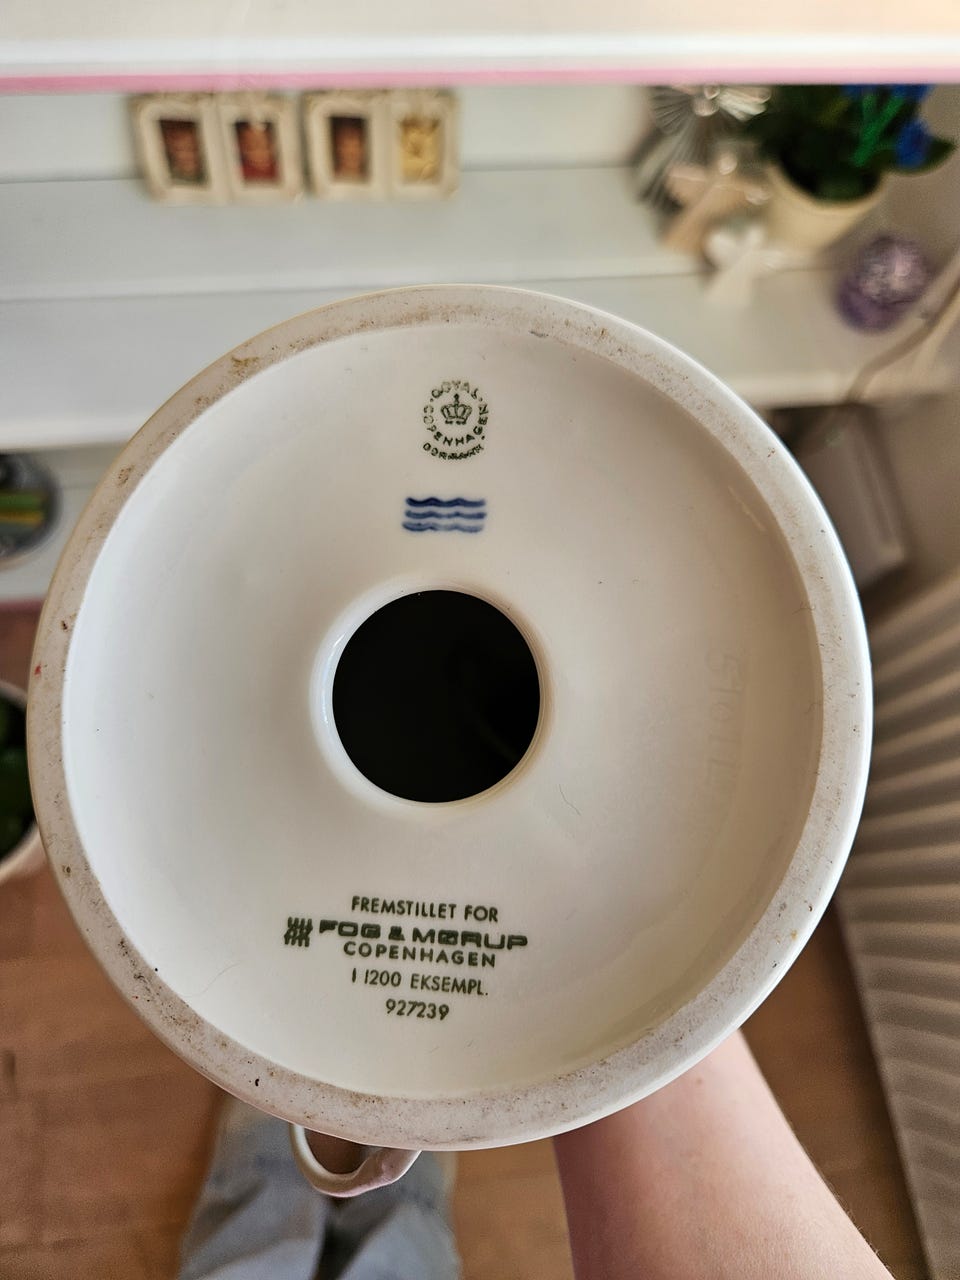 ROYAL
COPENHAGEN
DENMARK
FREMSTILLET FOR
FOG & MØRUP
COPENHAGEN
I 1200 EKSEMPL.
927239